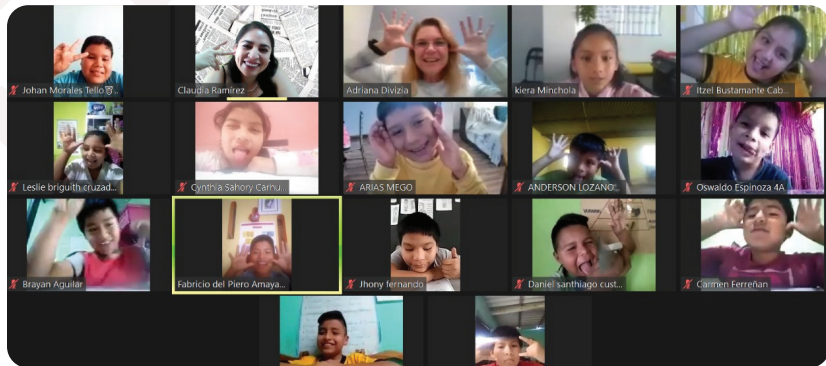 Johan Morales Tello
Claudia Ramírez
Adriana Divizia
kiera Minchola
Itzel Bustamante Cab...
Leslie briguith cruzad...
Cynthia Sahory Carhu...
ARIAS MEGO
ANDERSON LOZANO
Oswaldo Espinoza 4A
Brayan Aguilar
Fabricio del Piero Amaya...
Jhony fernando
Daniel santhiago cust...
Carmen Ferreñan